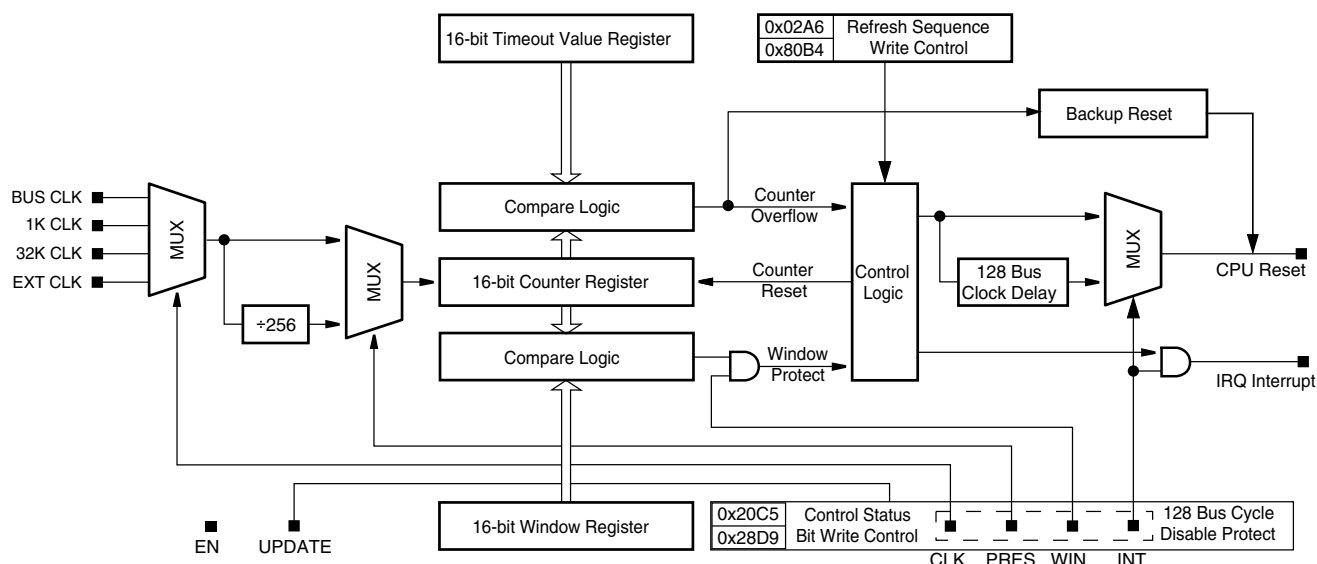 16-bit Timeout Value Register
0x02A6
0x80B4
Refresh Sequence
Write Control
Backup Reset
BUS CLK
1K CLK
32K CLK
EXT CLK
MUX
÷256
MUX
Compare Logic
16-bit Counter Register
Compare Logic
Counter
Overflow
Counter
Reset
Window
Protect
Control
Logic
128 Bus
Clock Delay
MUX
CPU Reset
IRQ Interrupt
EN
UPDATE
16-bit Window Register
0x20C5
0x28D9
Control Status
Bit Write Control
128 Bus Cycle
Disable Protect
CLK
PRES
WIN
INT